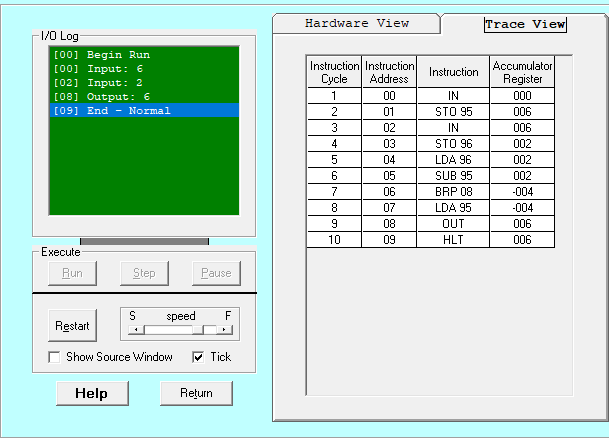 Hardware View
Trace View
I/O Log
[00] Begin Run
[00] Input: 6
[02] Input: 2
[08] Output: 6
[09] End - Normal
Execute
Run Step Pause
Restart
S speed F
Show Source Window Tick
Help Return
Instruction Cycle Instruction Address Instruction Accumulator Register
1 00 IN 000
2 01 STO 95 006
3 02 IN 006
4 03 STO 96 002
5 04 LDA 96 002
6 05 SUB 95 002
7 06 BRP 08 -004
8 07 LDA 95 -004
9 08 OUT 006
10 09 HLT 006